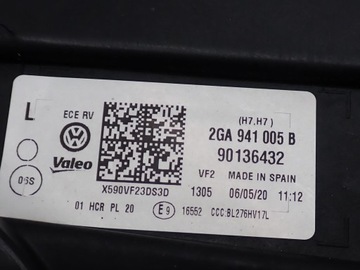 L
ECE RV
(H7.H7)
2GA 941 005 B
90136432
Valeo
06S
VF2 MADE IN SPAIN
X590VF23DS3D
1305 06/05/20 11:12
01 HCR PL 20
E9 16552 CCC:BL276HV17L